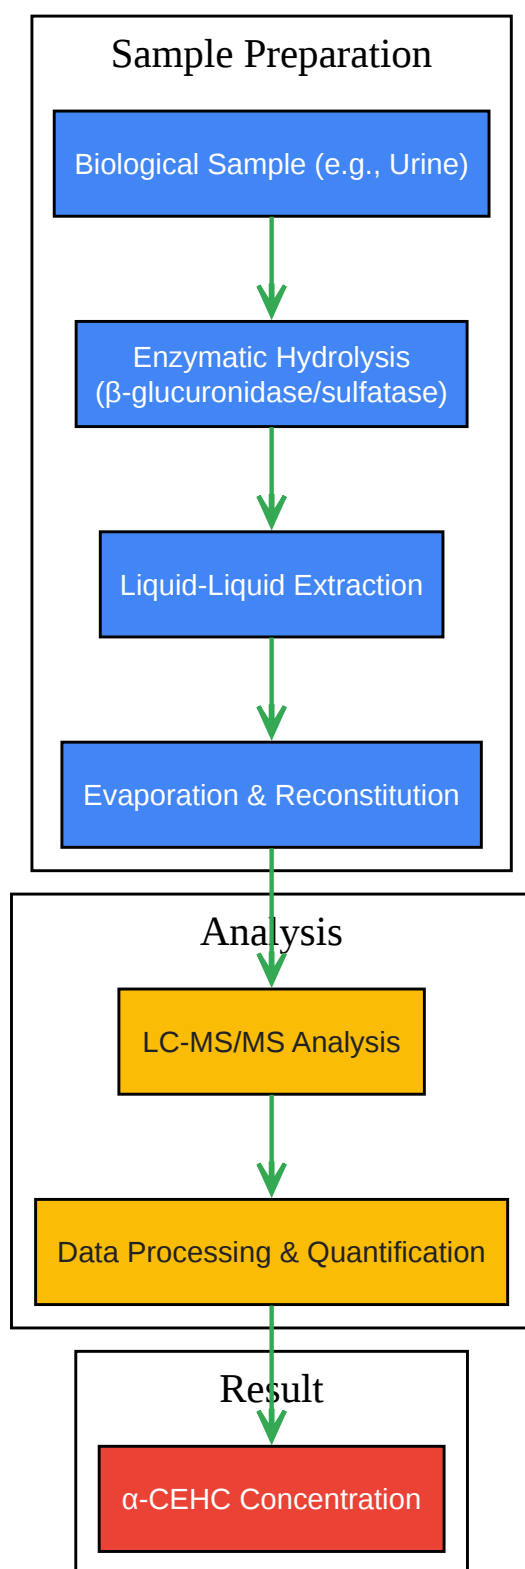 Sample Preparation
Biological Sample (e.g., Urine)
Enzymatic Hydrolysis
(β-glucuronidase/sulfatase)
Liquid-Liquid Extraction
Evaporation & Reconstitution
Analysis
LC-MS/MS Analysis
Data Processing & Quantification
Result
α-CEHC Concentration